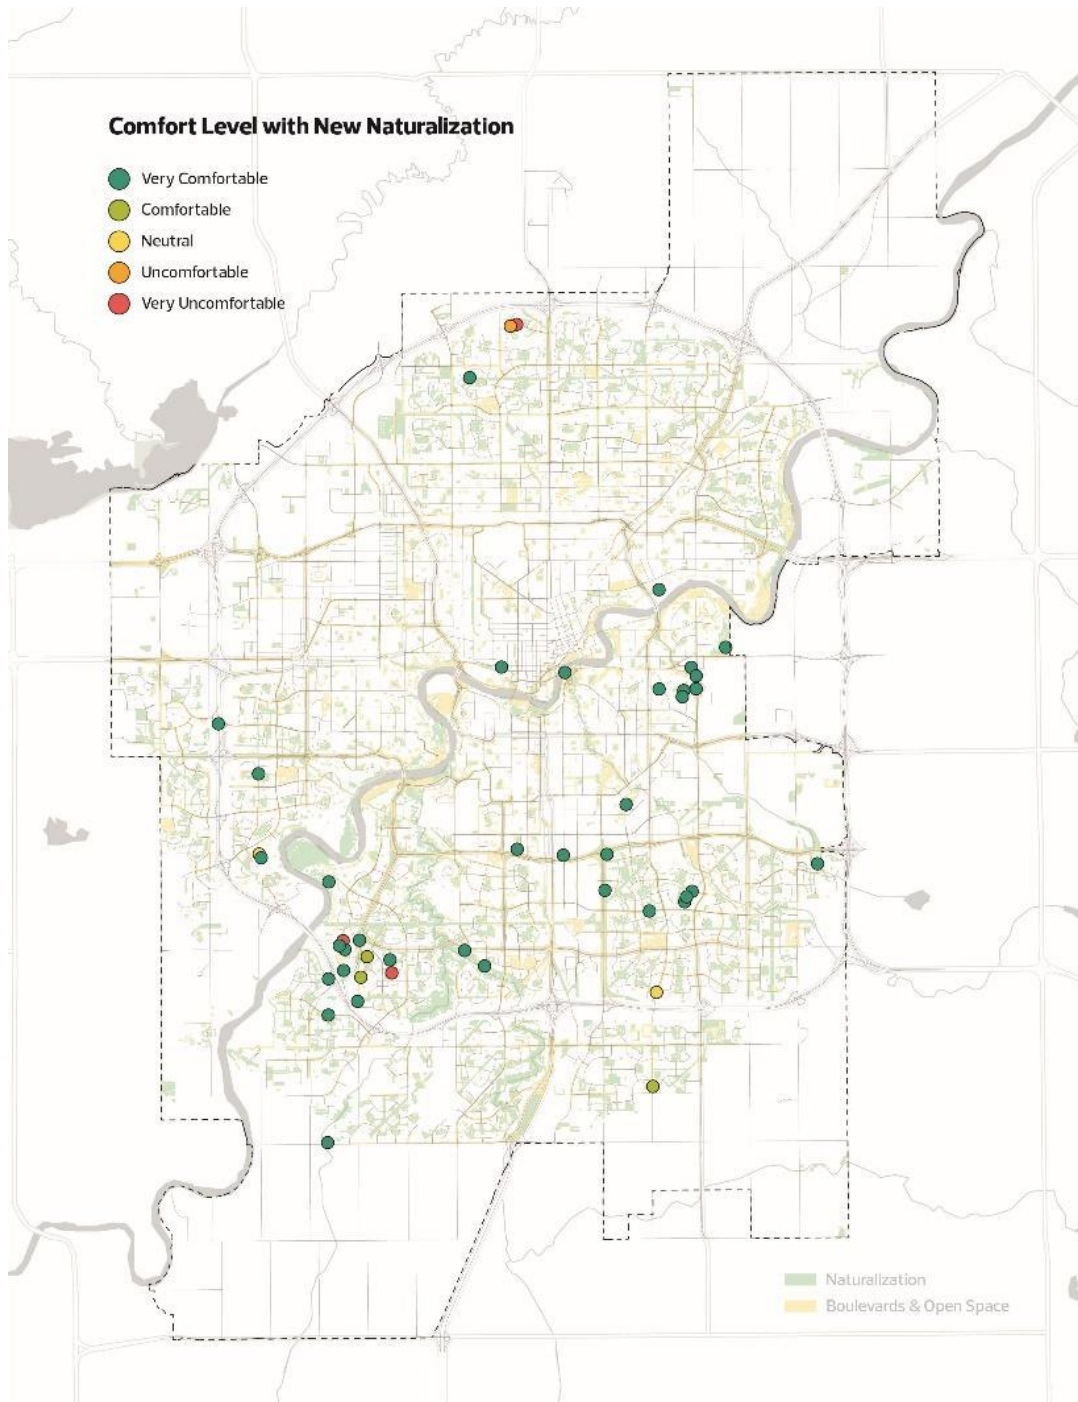 Comfort Level with New Naturalization
Very Comfortable
Comfortable
Neutral
Uncomfortable
Very Uncomfortable
Naturalization
Boulevards & Open Space